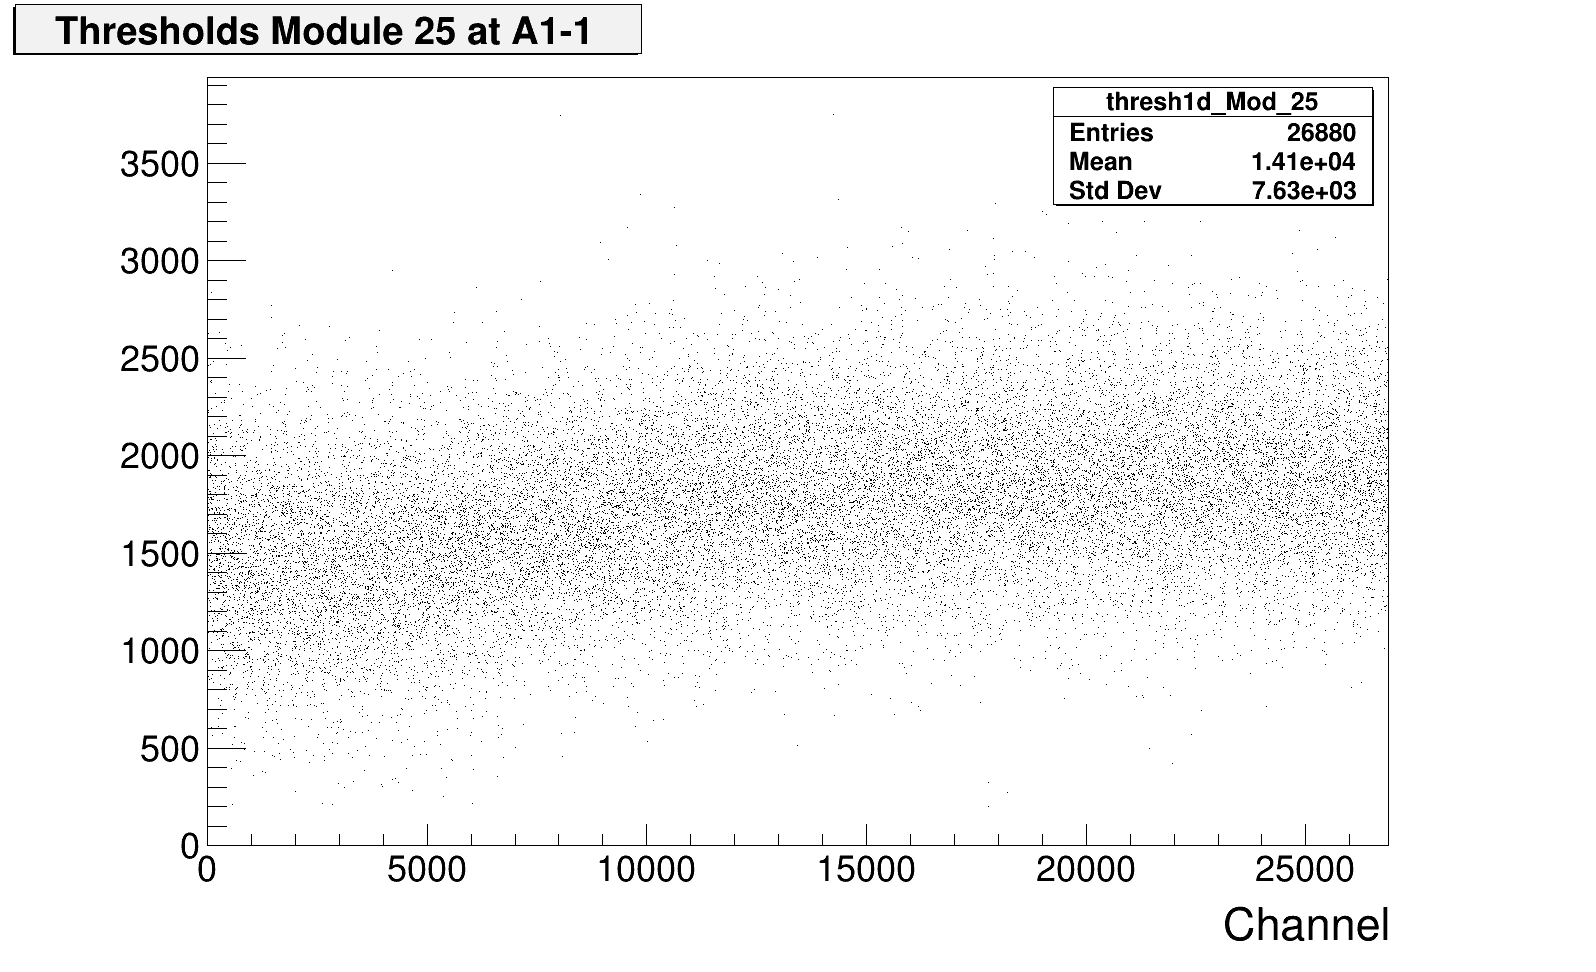 Thresholds Module 25 at A1-1
thresh1d_Mod_25
Entries 26880
Mean 1.41e+04
Std Dev 7.63e+03
3500
3000
2500
2000
1500
1000
500
0
0 5000 10000 15000 20000 25000
Channel